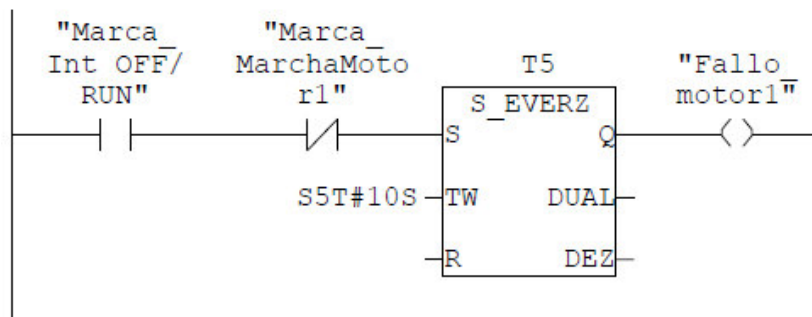 "Marca_
Int OFF/
RUN"
"Marca_
MarchaMoto
r1"
T5
"Fallo_
motor1"
S_EVERZ
S
Q
S5T#10S
TW
DUAL
R
DEZ